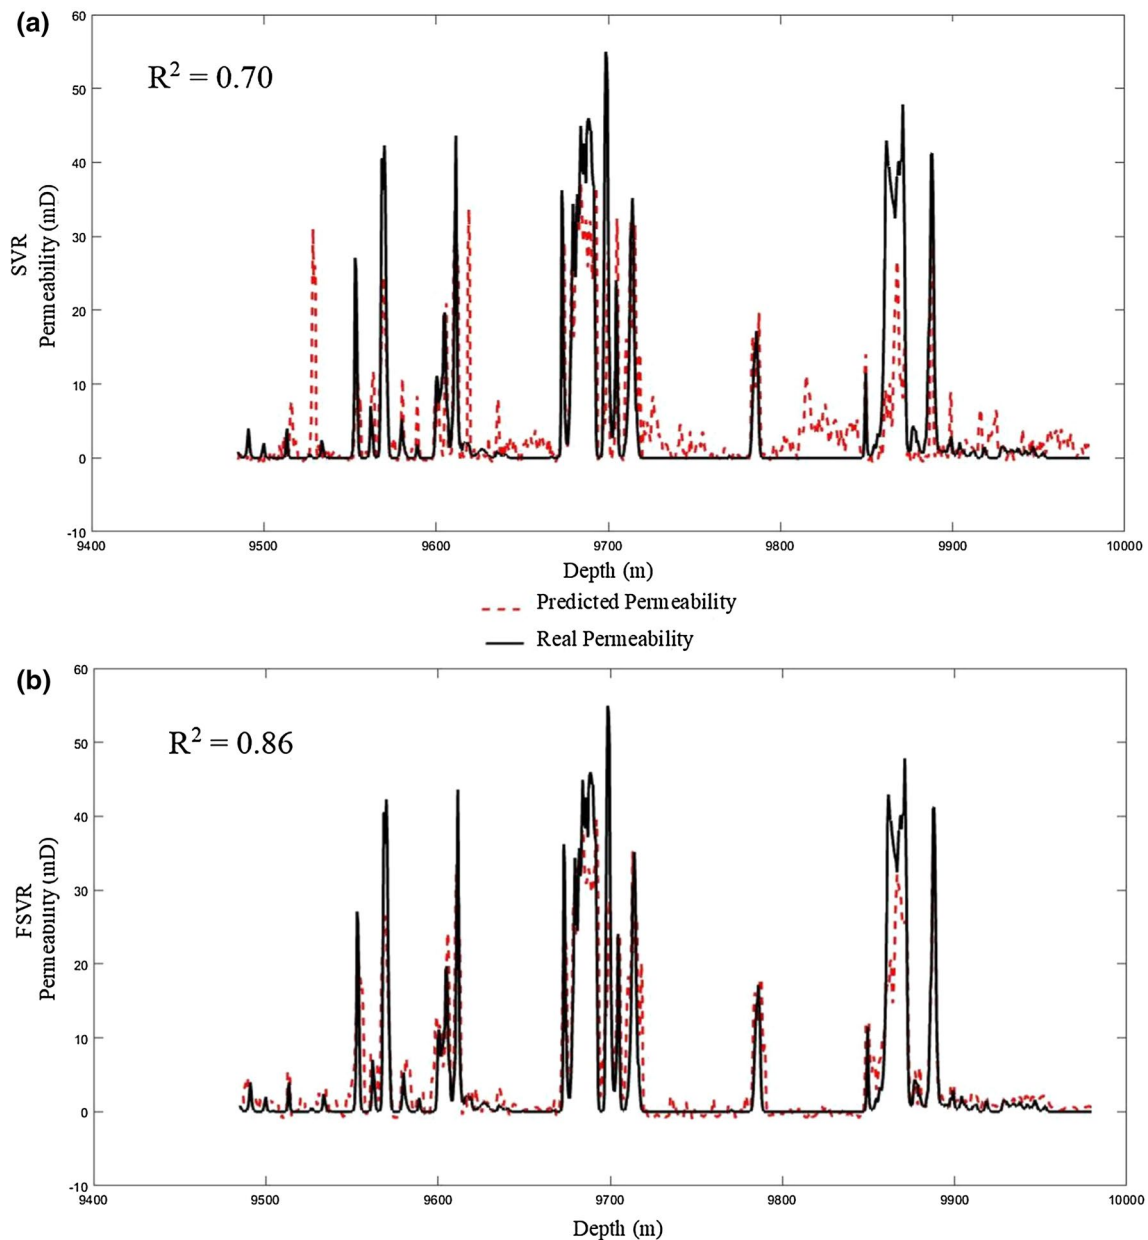 (a)
R² = 0.70
60
50
40
30
20
10
0
-10
SVR
Permeability (mD)
9400
9500
9600
9700
9800
9900
10000
Depth (m)
Predicted Permeability
Real Permeability
(b)
R² = 0.86
60
50
40
30
20
10
0
-10
FSVR
Permeability (mD)
9400
9500
9600
9700
9800
9900
10000
Depth (m)